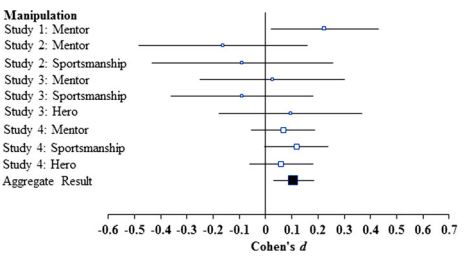 Manipulation
Study 1: Mentor
Study 2: Mentor
Study 2: Sportsmanship
Study 3: Mentor
Study 3: Sportsmanship
Study 3: Hero
Study 4: Mentor
Study 4: Sportsmanship
Study 4: Hero
Aggregate Result
-0.6 -0.5 -0.4 -0.3 -0.2 -0.1 0 0.1 0.2 0.3 0.4 0.5 0.6 0.7
Cohen's d